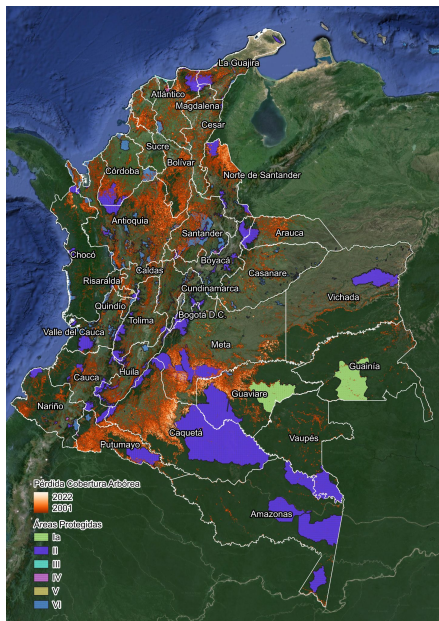 La Guajira
Atlántico
Magdalena
Cesar
Sucre
Bolívar
Córdoba
Norte de Santander
Antioquia
Santander
Arauca
Chocó
Boyacá
Caldas
Casanare
Risaralda
Cundinamarca
Vichada
Quindío
Bogotá D.C.
Tolima
Valle del Cauca
Meta
Guainía
Huila
Cauca
Guaviare
Nariño
Caquetá
Vaupés
Putumayo
Amazonas
Pérdida Cobertura Arbórea
2022
2001
Áreas Protegidas
Ia
II
III
IV
V
VI